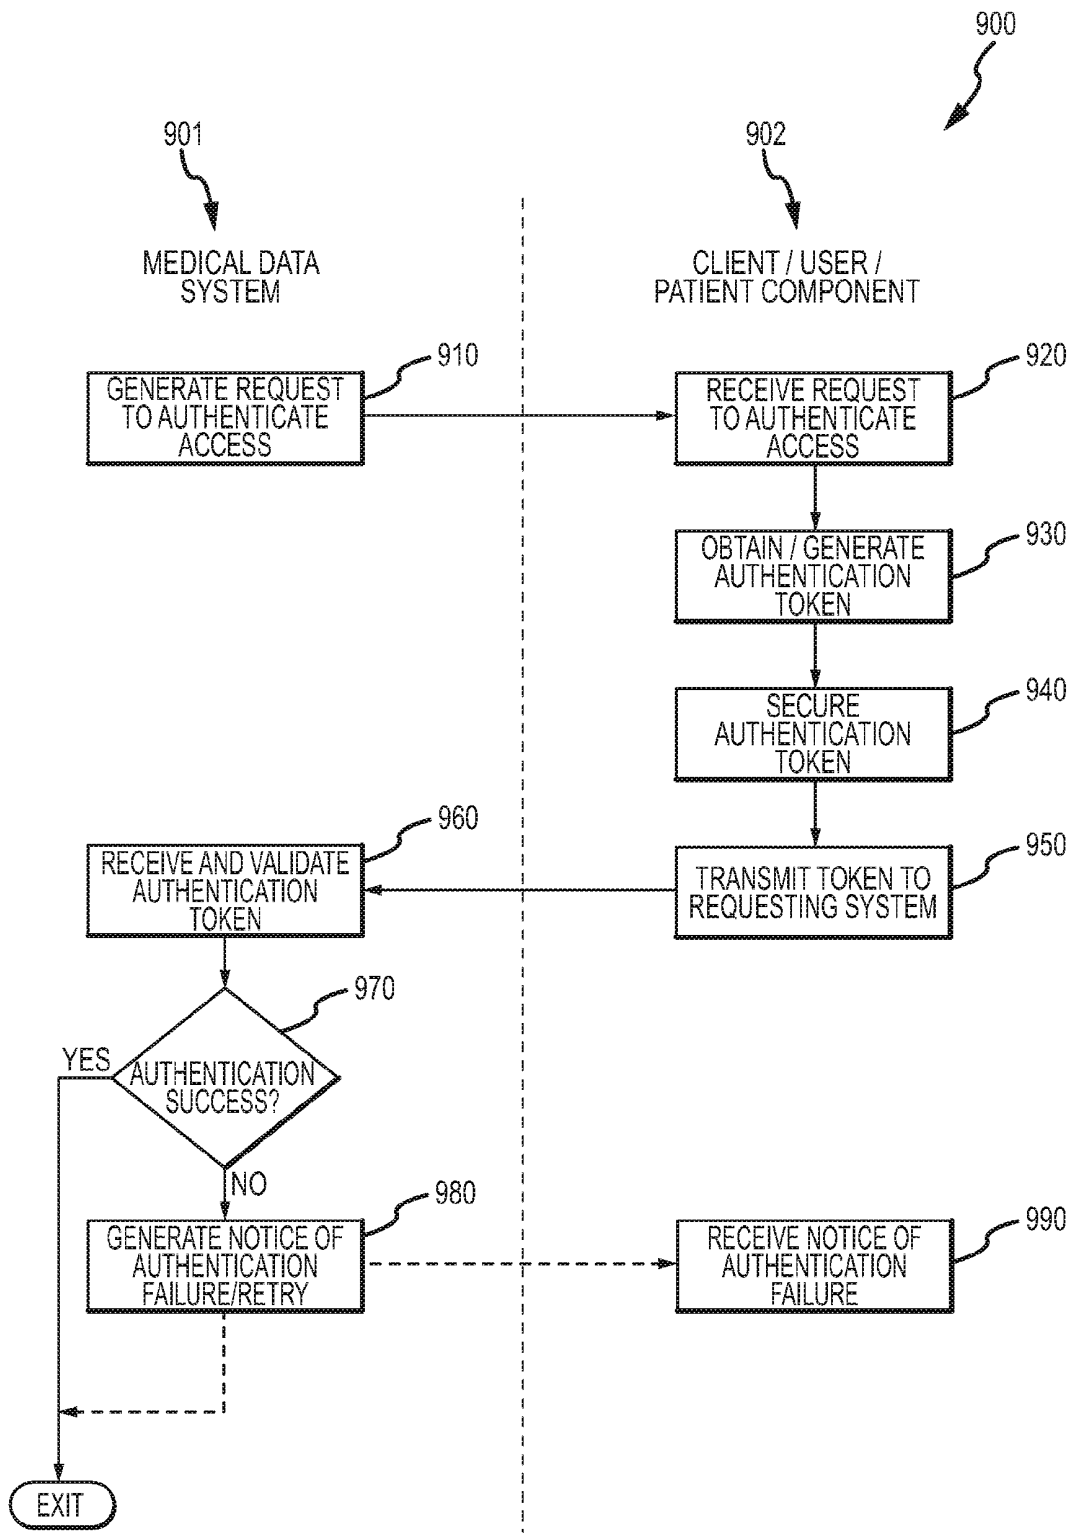 900
901
902
MEDICAL DATA
SYSTEM
CLIENT / USER /
PATIENT COMPONENT
910
GENERATE REQUEST
TO AUTHENTICATE
ACCESS
920
RECEIVE REQUEST
TO AUTHENTICATE
ACCESS
930
OBTAIN / GENERATE
AUTHENTICATION
TOKEN
940
SECURE
AUTHENTICATION
TOKEN
950
TRANSMIT TOKEN TO
REQUESTING SYSTEM
960
RECEIVE AND VALIDATE
AUTHENTICATION
TOKEN
970
YES
AUTHENTICATION
SUCCESS?
NO
980
GENERATE NOTICE OF
AUTHENTICATION
FAILURE/RETRY
990
RECEIVE NOTICE OF
AUTHENTICATION
FAILURE
EXIT